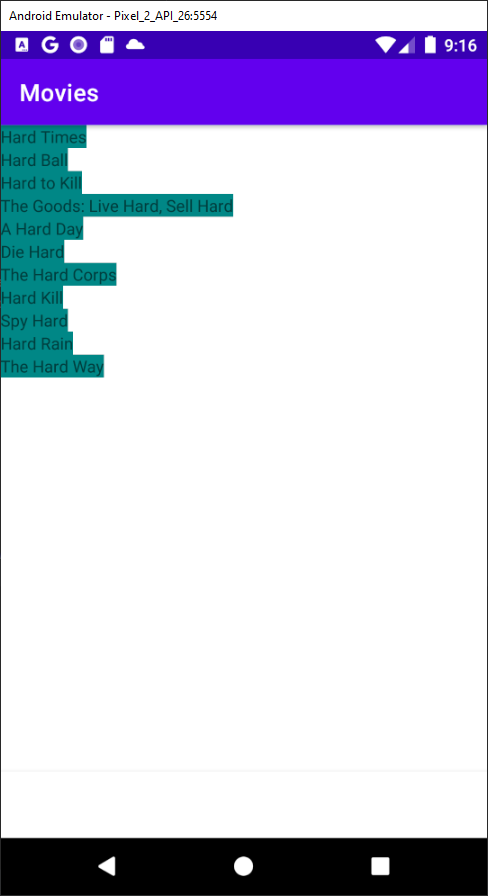 Android Emulator - Pixel_2_API_26:5554
9:16
Movies
Hard Times
Hard Ball
Hard to Kill
The Goods: Live Hard, Sell Hard
A Hard Day
Die Hard
The Hard Corps
Hard Kill
Spy Hard
Hard Rain
The Hard Way